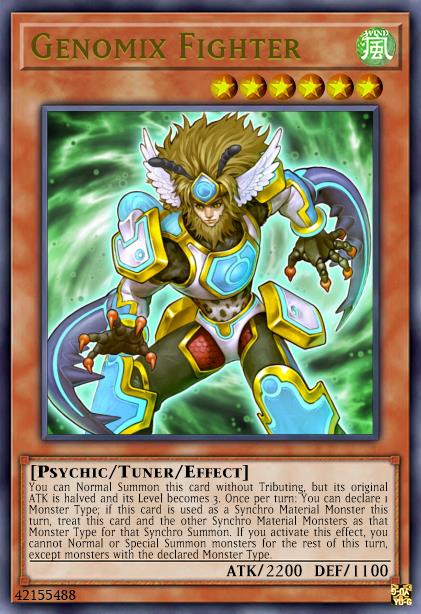 GENOMIX FIGHTER
WIND
風
[PSYCHIC/TUNER/EFFECT]
You can Normal Summon this card without Tributing, but its original
ATK is halved and its Level becomes 3. Once per turn: You can declare 1
Monster Type; if this card is used as a Synchro Material Monster this
turn, treat this card and the other Synchro Material Monsters as that
Monster Type for that Synchro Summon. If you activate this effect, you
cannot Normal or Special Summon monsters for the rest of this turn,
except monsters with the declared Monster Type.
ATK/2200 DEF/1100
42155488